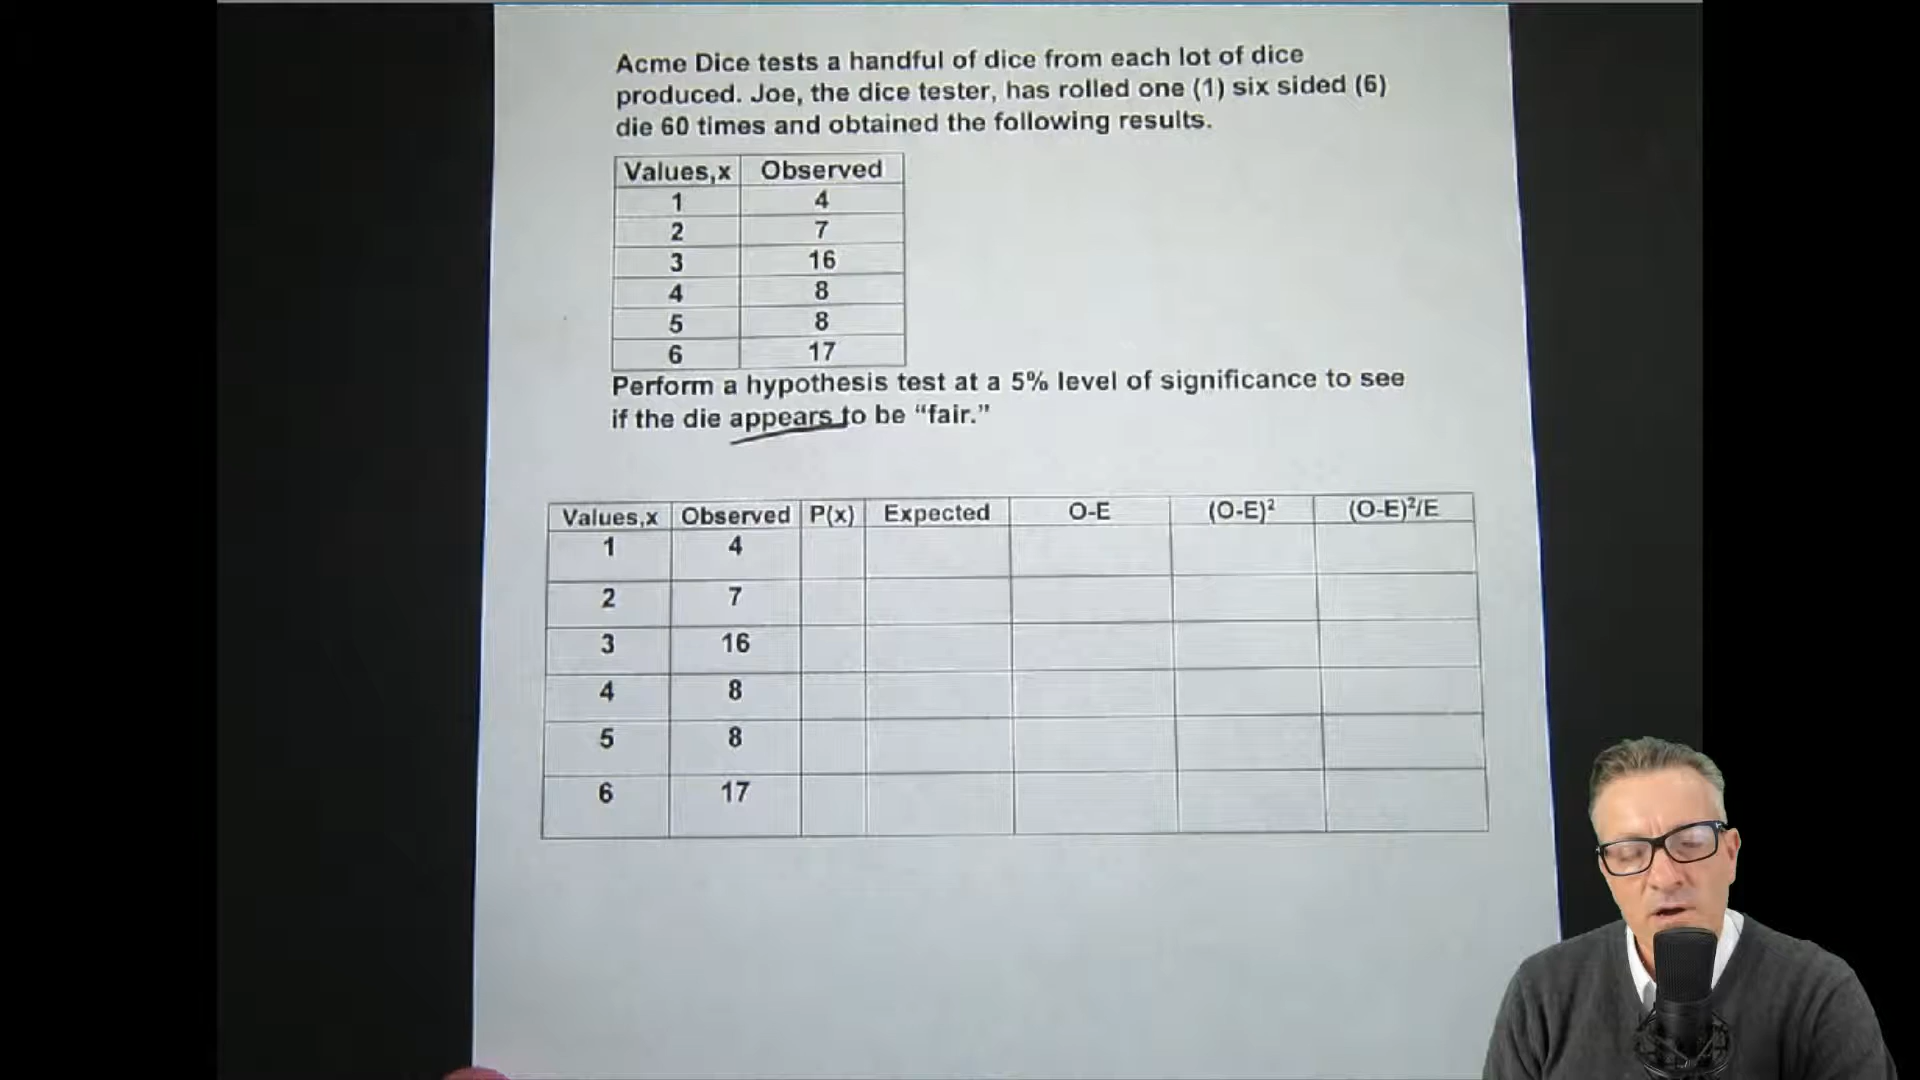 Acme Dice tests a handful of dice from each lot of dice
produced. Joe, the dice tester, has rolled one (1) six sided (6)
die 60 times and obtained the following results.
Values,x Observed
1 4
2 7
3 16
4 8
5 8
6 17
Perform a hypothesis test at a 5% level of significance to see
if the die appears to be “fair.”
Values,x Observed P(x) Expected O-E (O-E)² (O-E)²/E
1 4
2 7
3 16
4 8
5 8
6 17